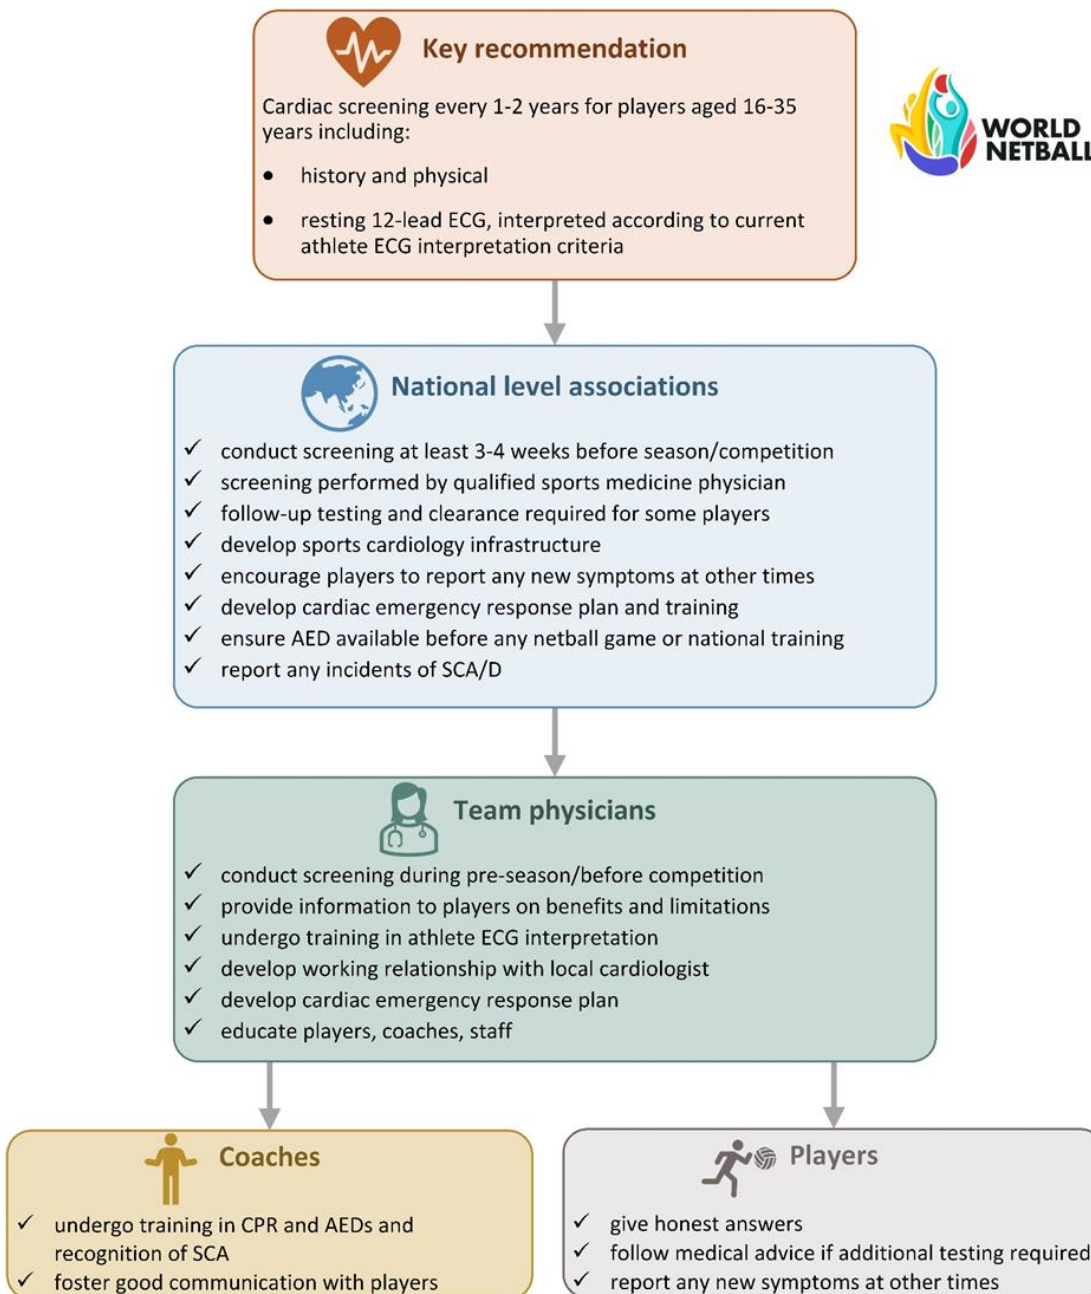 Key recommendation
Cardiac screening every 1-2 years for players aged 16-35
years including:
• history and physical
• resting 12-lead ECG, interpreted according to current
athlete ECG interpretation criteria
WORLD
NETBALL
National level associations
✓ conduct screening at least 3-4 weeks before season/competition
✓ screening performed by qualified sports medicine physician
✓ follow-up testing and clearance required for some players
✓ develop sports cardiology infrastructure
✓ encourage players to report any new symptoms at other times
✓ develop cardiac emergency response plan and training
✓ ensure AED available before any netball game or national training
✓ report any incidents of SCA/D
Team physicians
✓ conduct screening during pre-season/before competition
✓ provide information to players on benefits and limitations
✓ undergo training in athlete ECG interpretation
✓ develop working relationship with local cardiologist
✓ develop cardiac emergency response plan
✓ educate players, coaches, staff
Coaches
✓ undergo training in CPR and AEDs and
recognition of SCA
✓ foster good communication with players
Players
✓ give honest answers
✓ follow medical advice if additional testing required
✓ report any new symptoms at other times